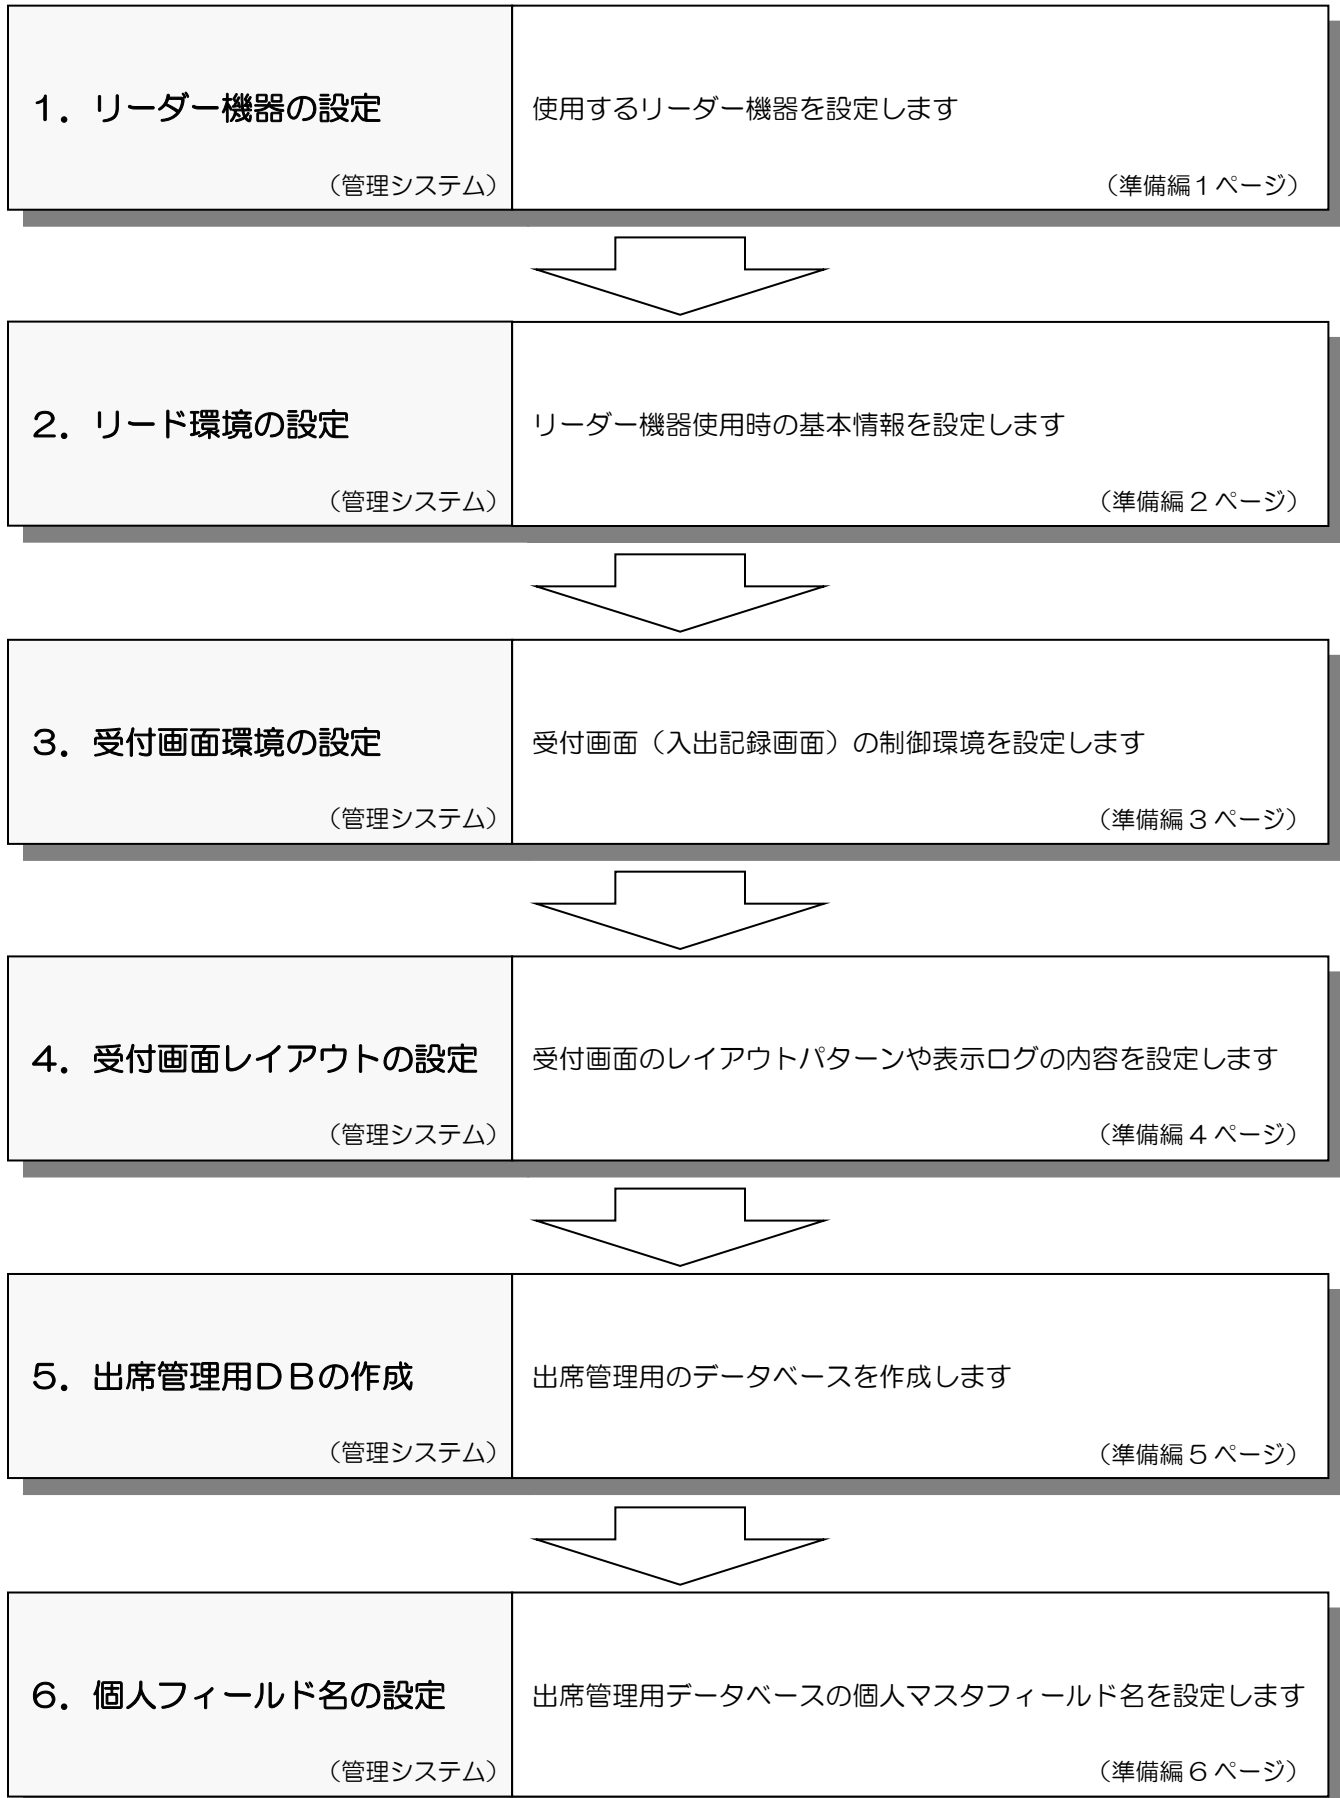 １．リーダー機器の設定
（管理システム）
使用するリーダー機器を設定します
（準備編１ページ）
２．リード環境の設定
（管理システム）
リーダー機器使用時の基本情報を設定します
（準備編２ページ）
３．受付画面環境の設定
（管理システム）
受付画面（入出記録画面）の制御環境を設定します
（準備編３ページ）
４．受付画面レイアウトの設定
（管理システム）
受付画面のレイアウトパターンや表示ログの内容を設定します
（準備編４ページ）
５．出席管理用ＤＢの作成
（管理システム）
出席管理用のデータベースを作成します
（準備編５ページ）
６．個人フィールド名の設定
（管理システム）
出席管理用データベースの個人マスタフィールド名を設定します
（準備編６ページ）